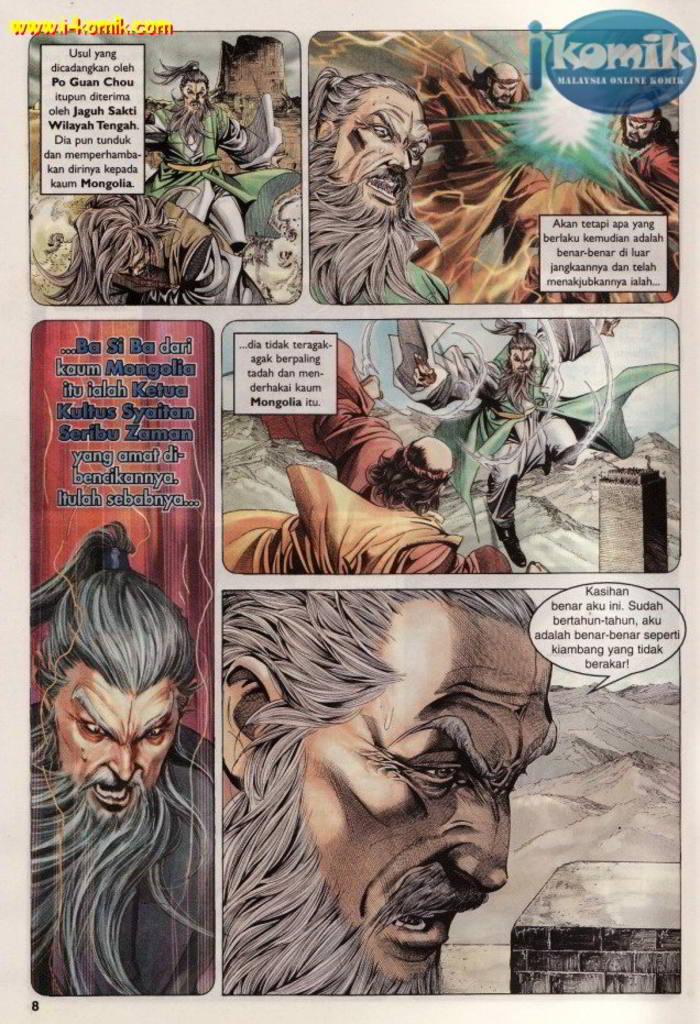 www.i-komik.com
ikomik
MALAYSIA ONLINE KOMIK
Usul yang
dicadangkan oleh
Po Guan Chou
itupun diterima
oleh Jaguh Sakti
Wilayah Tengah.
Dia pun tunduk
dan memperhamba-
kan dirinya kepada
kaum Mongolia.
Akan tetapi apa yang
berlaku kemudian adalah
benar-benar di luar
jangkaannya dan telah
menakjubkannya ialah...
...Ba Si Ba dari
kaum Mongolia
itu ialah Ketua
Kultus Syaitan
Seribu Zaman
yang amat di-
bencikannya.
Itulah sebabnya...
...dia tidak teragak-
agak berpaling
tadah dan men-
derhakai kaum
Mongolia itu.
Kasihan
benar aku ini. Sudah
bertahun-tahun, aku
adalah benar-benar seperti
kiambang yang tidak
berakar!
8